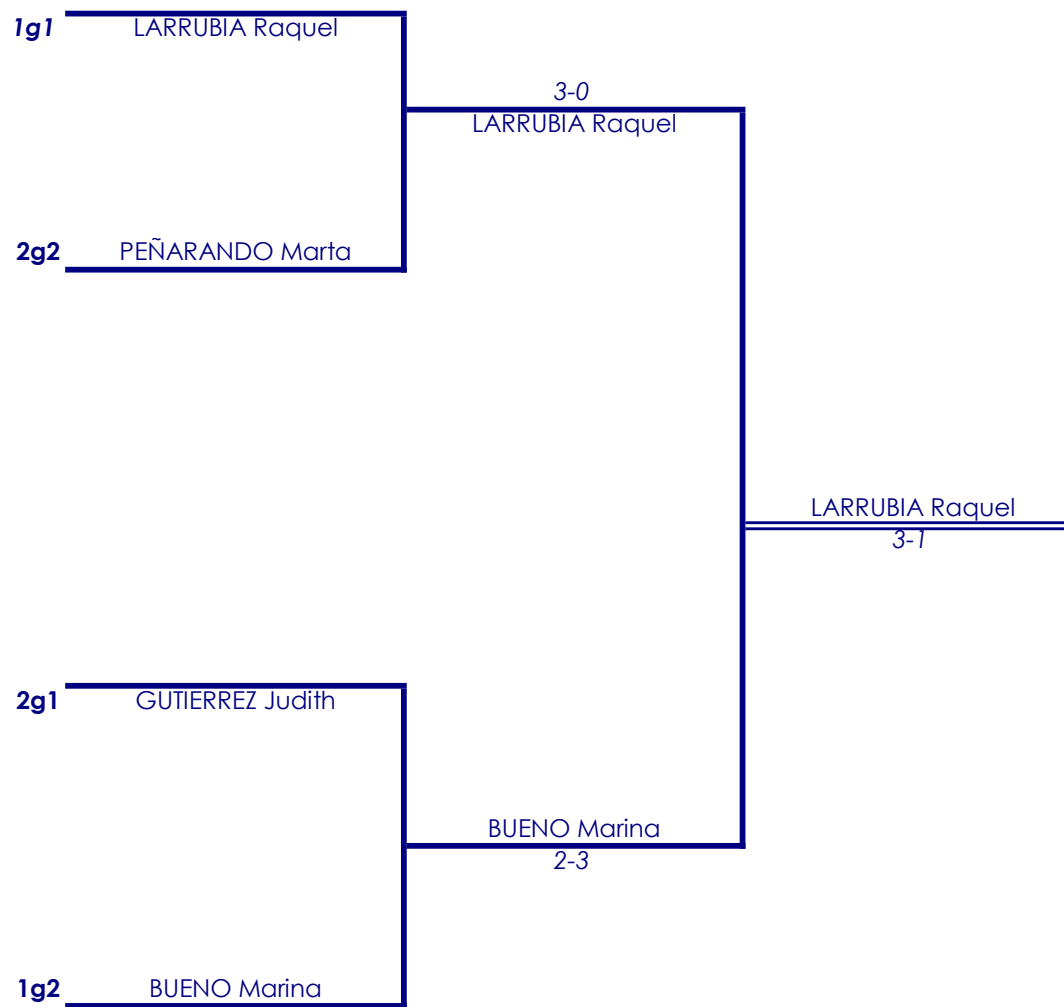 1g1 LARRUBIA Raquel
3-0
LARRUBIA Raquel
2g2 PEÑARANDO Marta
LARRUBIA Raquel
3-1
2g1 GUTIERREZ Judith
BUENO Marina
2-3
1g2 BUENO Marina